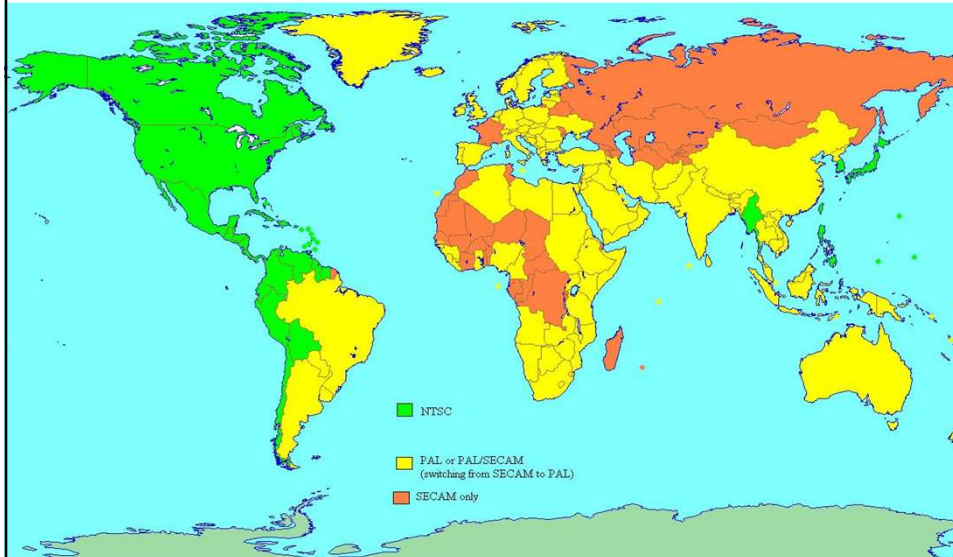 NTSC
PAL or PAL/SECAM
(switching from SECAM to PAL)
SECAM only